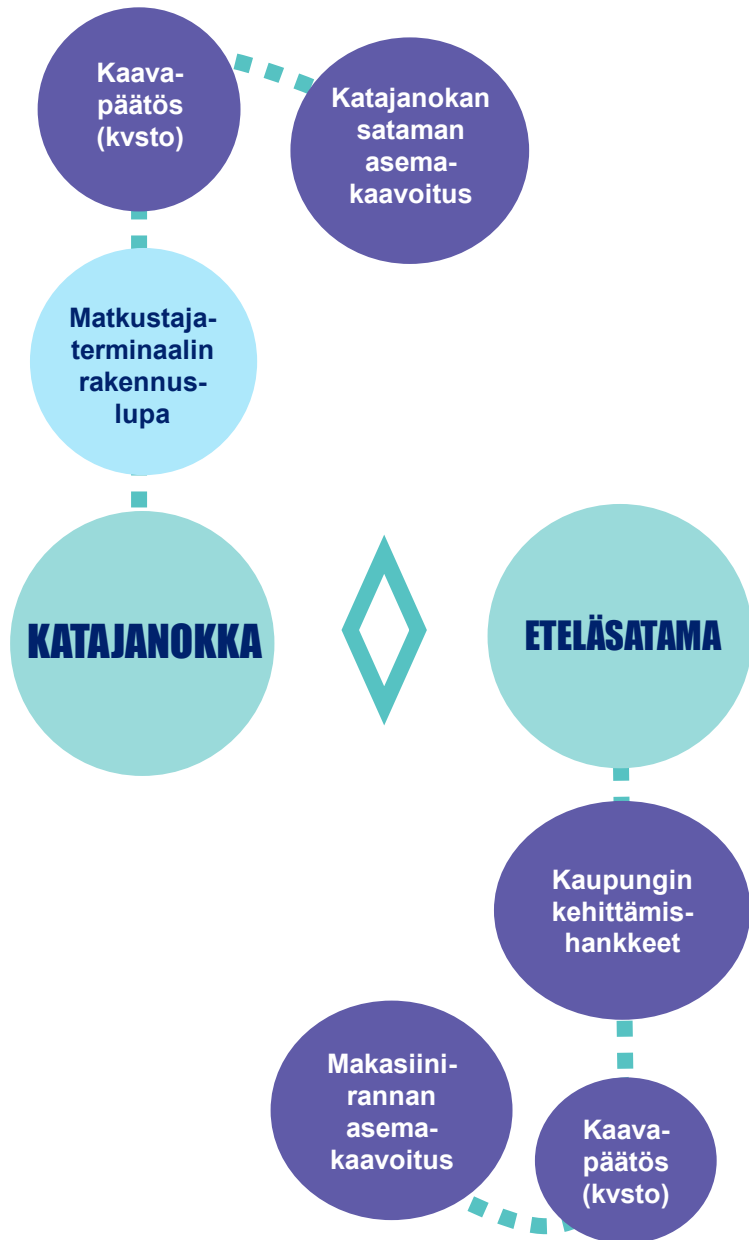 Kaava-
päätös
(kvsto)
Katajanokan
sataman
asema-
kaavoitus
Matkustaja-
terminaalin
rakennus-
lupa
KATAJANOKKA
ETELÄSATAMA
Kaupungin
kehittämis-
hankkeet
Makasiini-
rannan
asema-
kaavoitus
Kaava-
päätös
(kvsto)